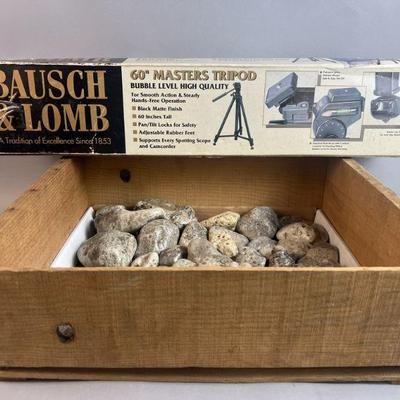 BAUSCH
& LOMB
A Tradition of Excellence Since 1853
60" MASTERS TRIPOD
BUBBLE LEVEL HIGH QUALITY
• For Smooth Action & Steady
Hands-Free Operation
• Black Matte Finish
• 60 Inches Tall
• Pan/Tilt Locks for Safety
• Adjustable Rubber Feet
• Supports Every Spotting Scope
and Camcorder